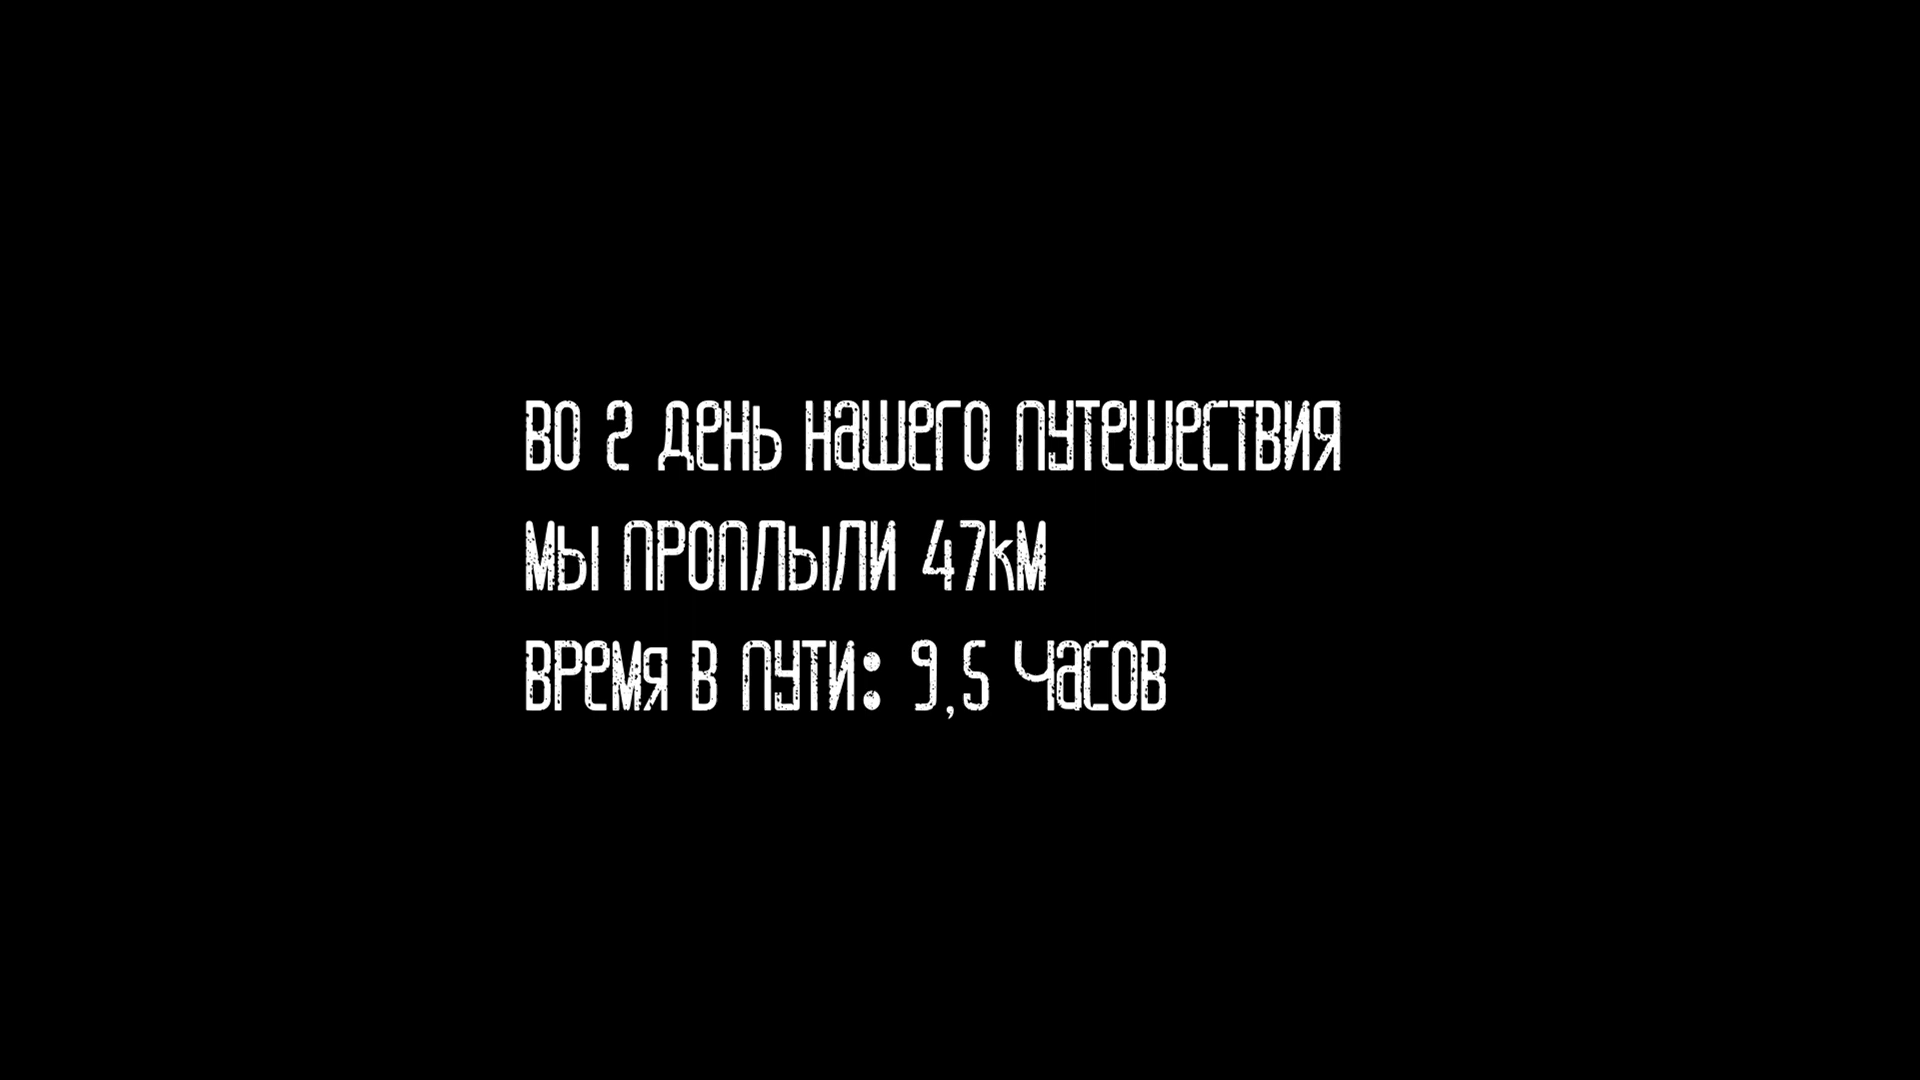 Во 2 день нашего путешествия
мы проплыли 47км
Время в пути: 9,5 часов